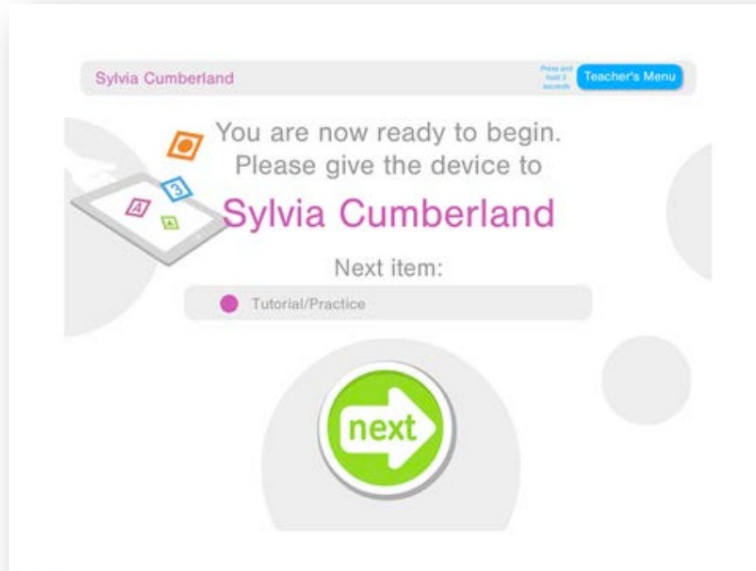 Sylvia Cumberland
Press and
hold 3
seconds
Teacher's Menu
You are now ready to begin.
Please give the device to
Sylvia Cumberland
A
3
Next item:
Tutorial/Practice
next